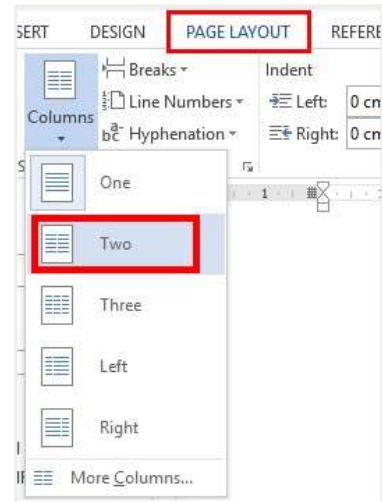 SERT DESIGN PAGE LAYOUT REFERE
Breaks Indent
Line Numbers Left: 0 cm
Columns
Hyphenation Right: 0 cm
S
1
One
Two
Three
Left
Right
More Columns...